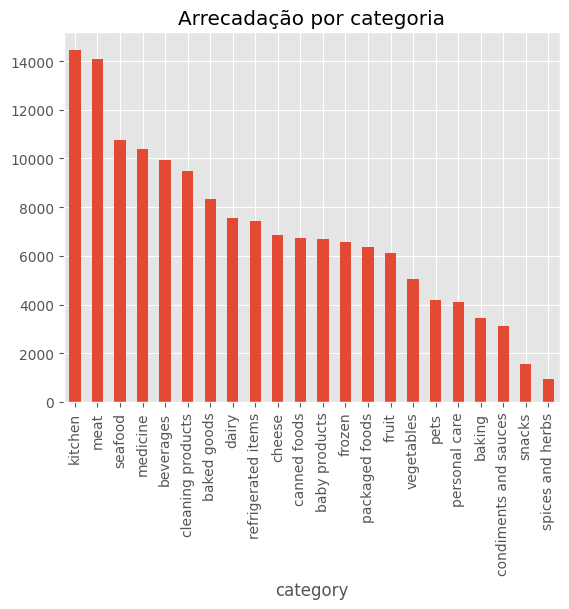 Arrecadação por categoria
14000
12000
10000
8000
6000
4000
2000
0
kitchen
meat
seafood
medicine
beverages
cleaning products
baked goods
dairy
refrigerated items
cheese
canned foods
baby products
frozen
packaged foods
fruit
vegetables
pets
personal care
baking
condiments and sauces
snacks
spices and herbs
category